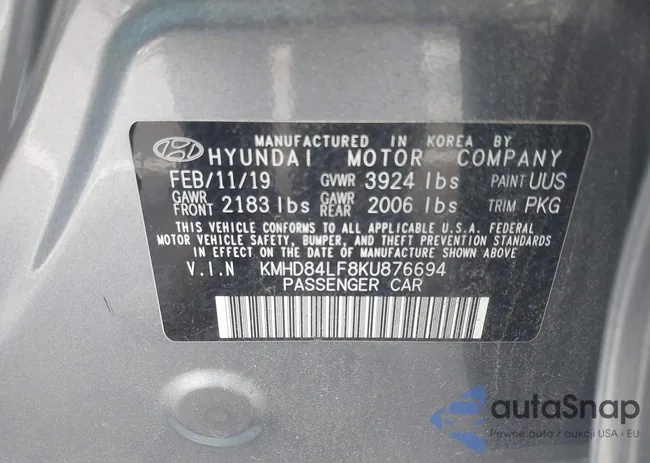 MANUFACTURED IN KOREA BY
HYUNDAI MOTOR COMPANY
FEB/11/19 GVWR 3924 lbs PAINT UUS
GAWR FRONT 2183 lbs GAWR REAR 2006 lbs TRIM PKG
THIS VEHICLE CONFORMS TO ALL APPLICABLE U.S.A. FEDERAL
MOTOR VEHICLE SAFETY, BUMPER, AND THEFT PREVENTION
STANDARDS IN EFFECT ON THE DATE OF MANUFACTURE SHOWN ABOVE
V.I.N KMHD84LF8KU876694
PASSENGER CAR
autaSnap
Pewne auta z aukcji USA i EU